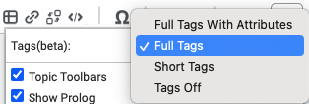 Ω
Tags(beta):
Full Tags With Attributes
✓ Full Tags
Short Tags
Tags Off
Topic Toolbars
Show Prolog